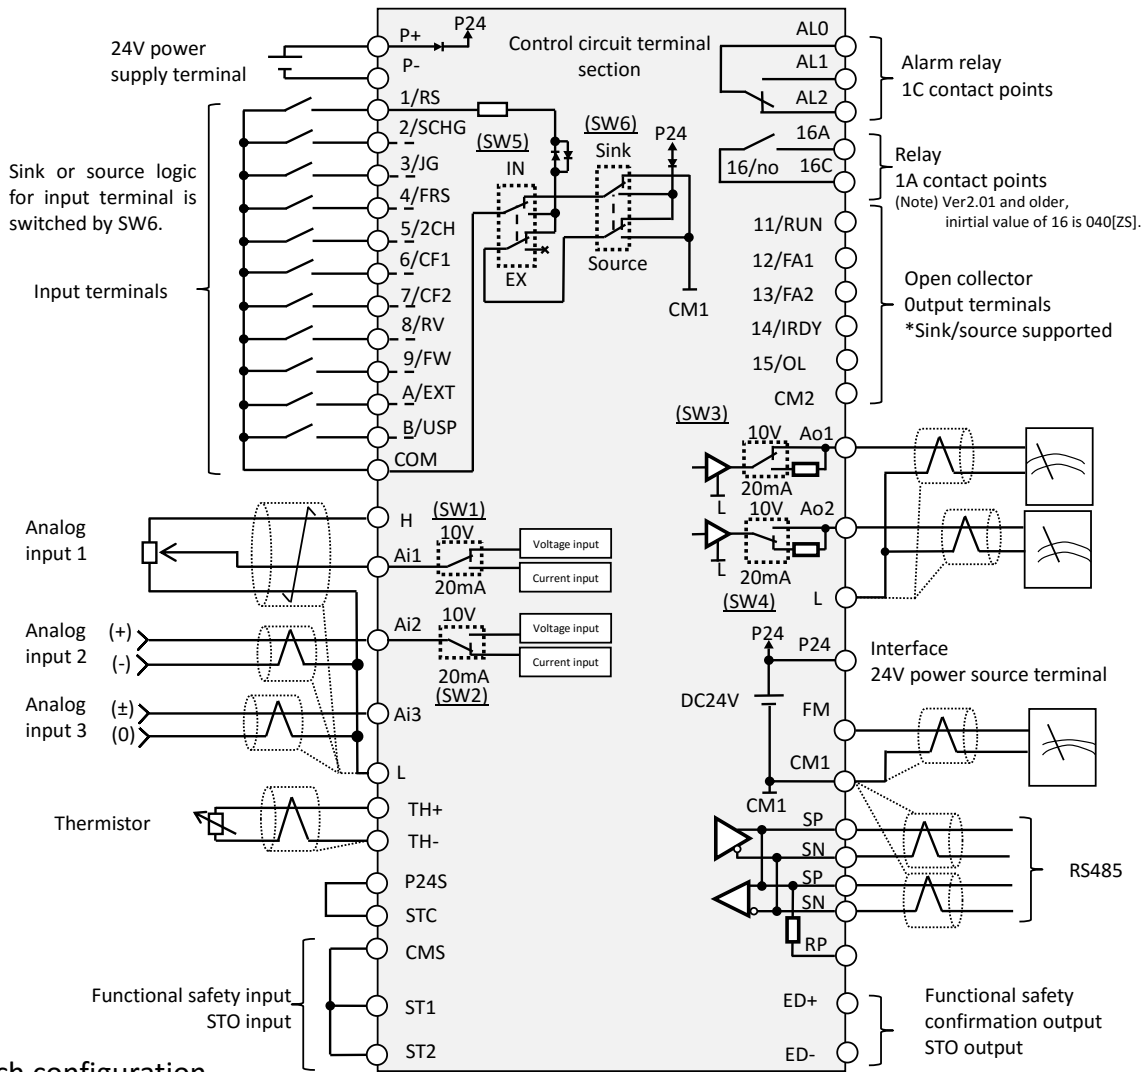 Control circuit terminal
section
24V power
supply terminal
P+
P24
P-
Sink or source logic
for input terminal is
switched by SW6.
Input terminals
1/RS
2/SCHG
3/JG
4/FRS
5/2CH
6/CF1
7/CF2
8/RV
9/FW
A/EXT
B/USP
COM
(SW5)
IN
EX
(SW6)
Sink
Source
P24
CM1
AL0
AL1
AL2
Alarm relay
1C contact points
16A
16/no
16C
Relay
1A contact points
(Note) Ver2.01 and older,
inirtial value of 16 is 040[ZS].
11/RUN
12/FA1
13/FA2
14/IRDY
15/OL
CM2
Open collector
0utput terminals
*Sink/source supported
Analog
input 1
H
Ai1
(SW1)
10V
20mA
Voltage input
Current input
Analog
input 2
(+)
(-)
Ai2
10V
20mA
(SW2)
Voltage input
Current input
Analog
input 3
(±)
(0)
Ai3
L
Thermistor
TH+
TH-
P24S
STC
CMS
ST1
ST2
Functional safety input
STO input
(SW3)
10V
Ao1
L
20mA
10V
Ao2
L
20mA
(SW4)
L
P24
P24
Interface
24V power source terminal
DC24V
FM
CM1
CM1
SP
SN
SP
SN
RP
RS485
ED+
ED-
Functional safety
confirmation output
STO output